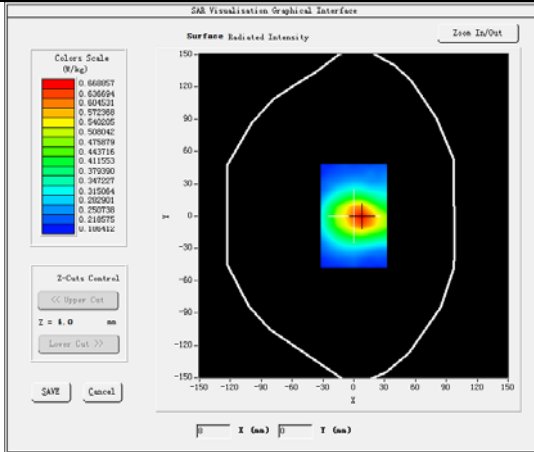 SAR Visualisation Graphical Interface
Surface Radiated Intensity
Zoom In/Out
Colors Scale
(W/kg)
0.668857
0.636694
0.604531
0.572368
0.540205
0.508042
0.475879
0.443716
0.411553
0.379390
0.347227
0.315064
0.282901
0.250738
0.218575
0.186412
150
90
60
30
0
-30
-60
-90
-120
-150
Y
-150 -120 -90 -60 -30 0 30 60 90 120 150
X
Z-Cuts Control
<< Upper Cut
Z = 4.0 mm
Lower Cut >>
SAVE
Cancel
0 X (mm) 0 Y (mm)